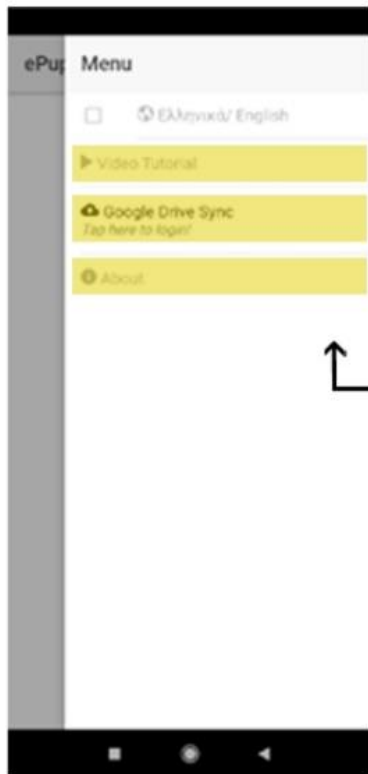 ePup
Menu
Ελληνικά/ English
Video Tutorial
Google Drive Sync
Tap here to login!
About